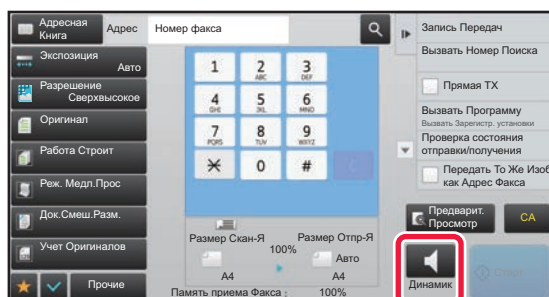 Адресная
Книга
Адрес
Номер факса
Запись Передач
Экспозиция
Авто
Вызвать Номер Поиска
Разрешение
Сверхвысокое
Прямая TX
Оригинал
Вызвать Программу
Вызвать Зарегистр. установки
Работа Строит
Проверка состояния
отправки/получения
Реж. Медл.Прос
Передать То Же Изоб
как Адрес Факса
Док.Смеш.Разм.
Учет Оригиналов
Прочие
1
2
ABC
3
DEF
4
GHI
5
JKL
6
MNO
7
PQRS
8
TUV
9
WXYZ
0
#
Размер Скан-Я
100%
Размер Отпр-Я
Авто
A4
A4
Память приема Факса :
100%
Предварит.
Просмотр
CA
Динамик
Старт